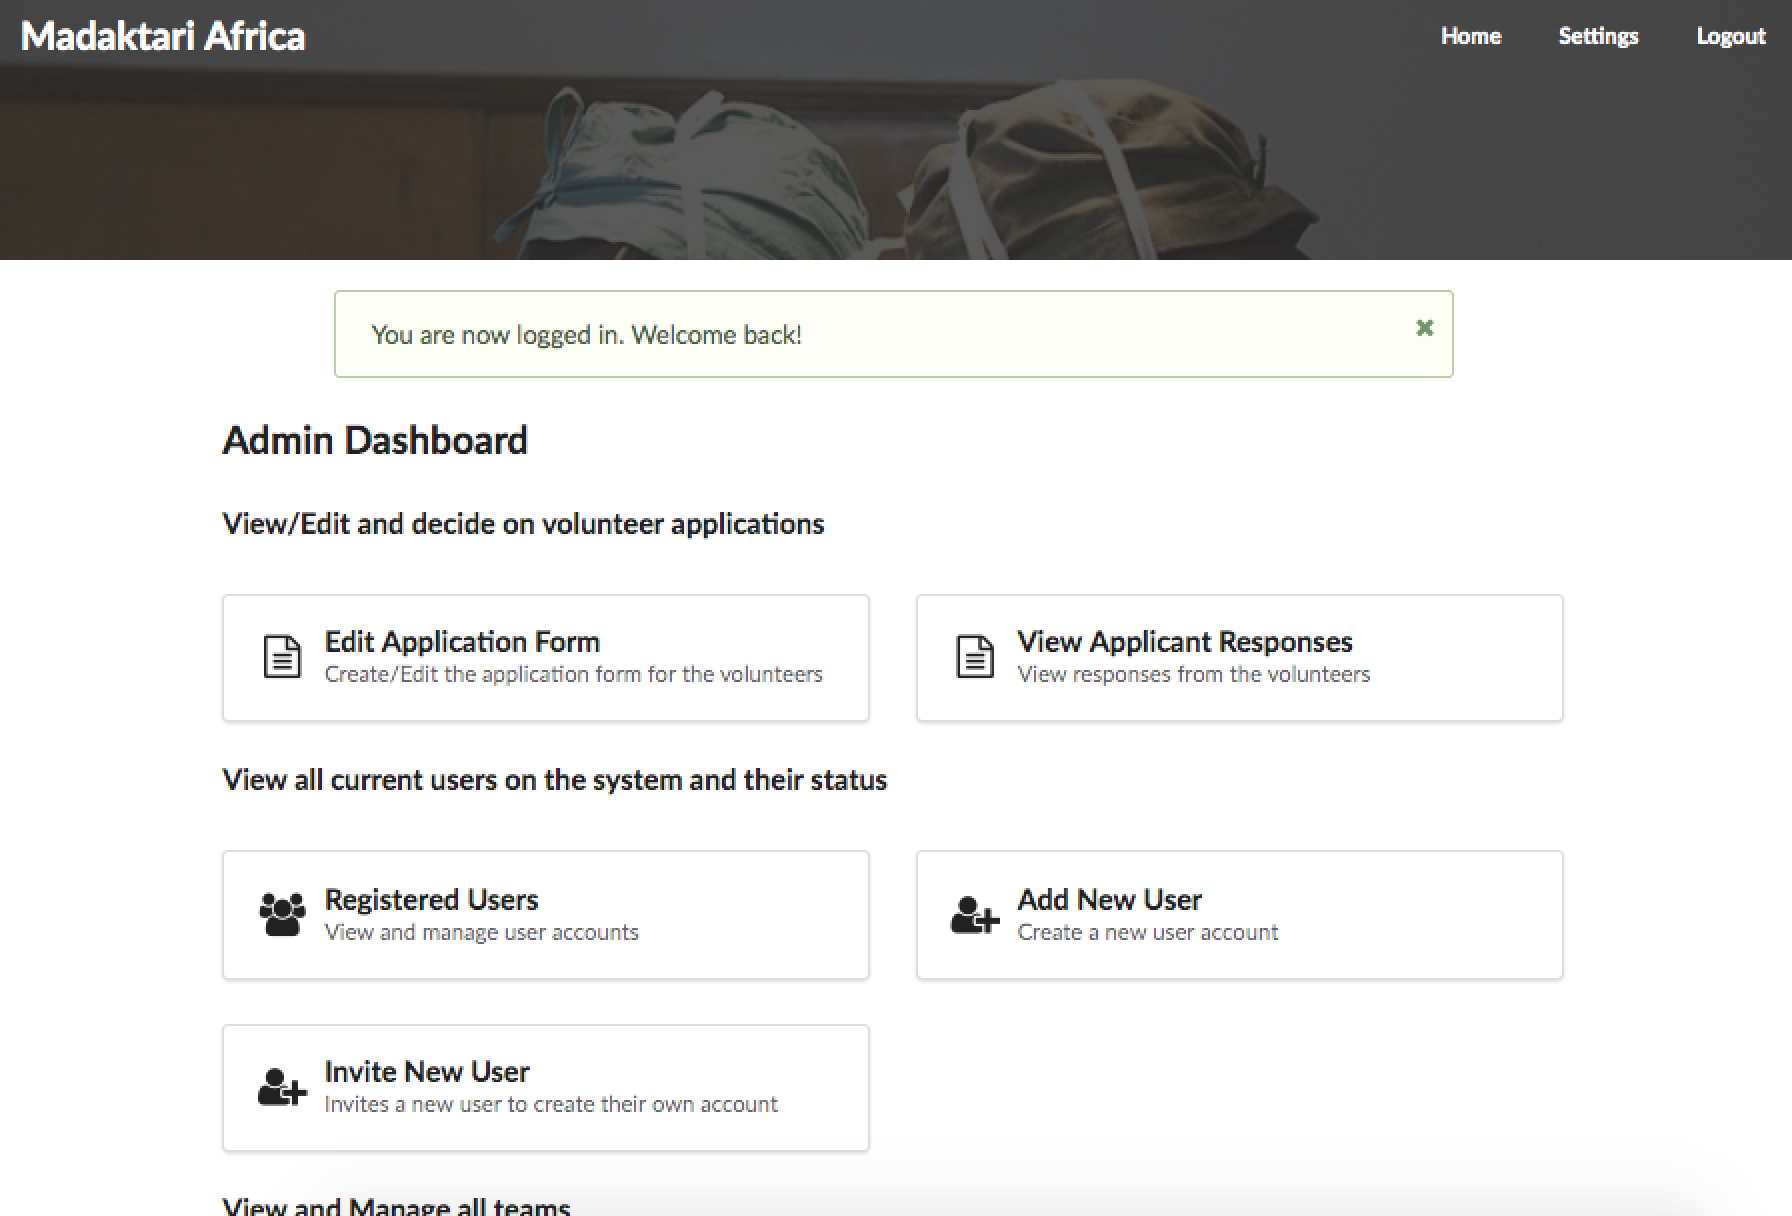 Madaktari Africa
Home Settings Logout
You are now logged in. Welcome back!
Admin Dashboard
View/Edit and decide on volunteer applications
Edit Application Form
Create/Edit the application form for the volunteers
View Applicant Responses
View responses from the volunteers
View all current users on the system and their status
Registered Users
View and manage user accounts
Add New User
Create a new user account
Invite New User
Invites a new user to create their own account
View and Manage all teams